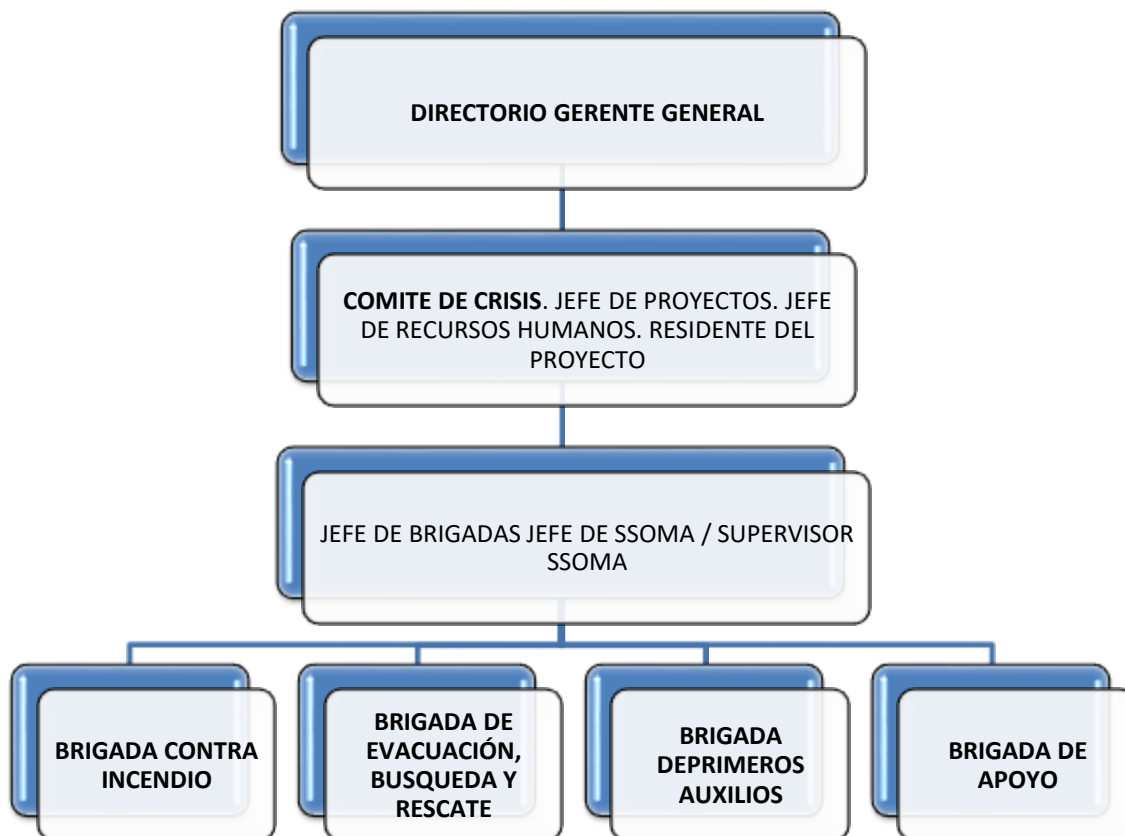 DIRECTORIO GERENTE GENERAL
COMITE DE CRISIS. JEFE DE PROYECTOS. JEFE
DE RECURSOS HUMANOS. RESIDENTE DEL
PROYECTO
JEFE DE BRIGADAS JEFE DE SSOMA / SUPERVISOR
SSOMA
BRIGADA CONTRA
INCENDIO
BRIGADA DE
EVACUACIÓN,
BUSQUEDA Y
RESCATE
BRIGADA
DEPRIMEROS
AUXILIOS
BRIGADA DE
APOYO